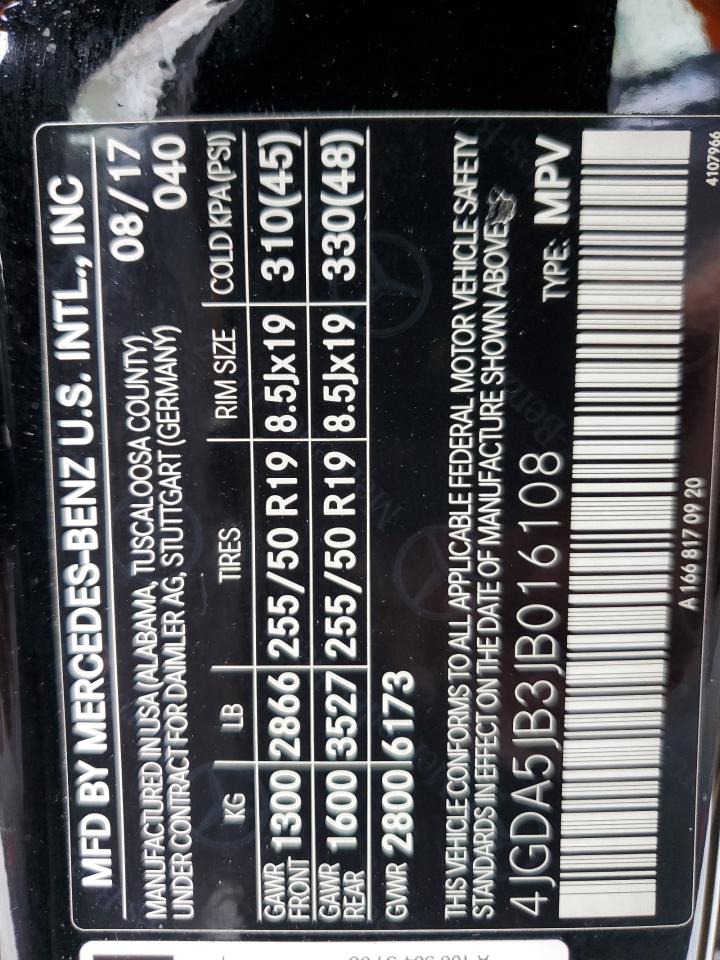 MFD BY MERCEDES-BENZ U.S. INTL., INC
08/17
MANUFACTURED IN USA (ALABAMA, TUSCALOOSA COUNTY)
UNDER CONTRACT FOR DAIMLER AG, STUTTGART (GERMANY) 040
KG LB TIRES RIM SIZE COLD KPA(PSI)
GAWR FRONT 1300 2866 255/50 R19 8.5Jx19 310(45)
GAWR REAR 1600 3527 255/50 R19 8.5Jx19 330(48)
GVWR 2800 6173
THIS VEHICLE CONFORMS TO ALL APPLICABLE FEDERAL MOTOR VEHICLE SAFETY
STANDARDS IN EFFECT ON THE DATE OF MANUFACTURE SHOWN ABOVE
4JGDA5JB3JB016108 TYPE: MPV
A 166 817 09 20
4107966